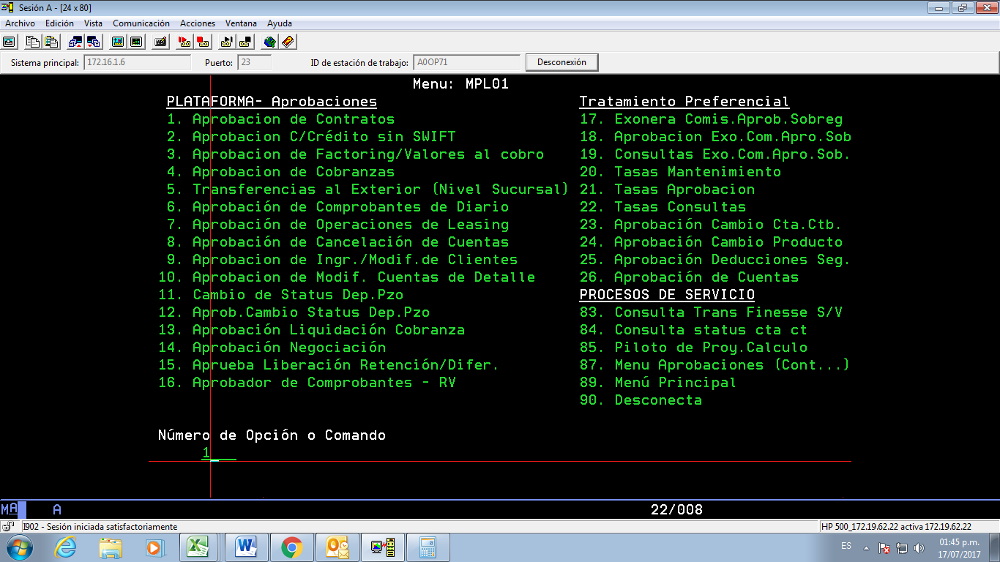 Sesión A - [24 x 80]
Archivo Edición Vista Comunicación Acciones Ventana Ayuda
Sistema principal: 172.16.1.6 Puerto: 23 ID de estación de trabajo: A0OP71 Desconexión
Menu: MPL01
PLATAFORMA- Aprobaciones Tratamiento Preferencial
1. Aprobacion de Contratos 17. Exonera Comis.Aprob.Sobreg
2. Aprobacion C/Crédito sin SWIFT 18. Aprobacion Exo.Com.Apro.Sob
3. Aprobacion de Factoring/Valores al cobro 19. Consultas Exo.Com.Apro.Sob.
4. Aprobacion de Cobranzas 20. Tasas Mantenimiento
5. Transferencias al Exterior (Nivel Sucursal) 21. Tasas Aprobacion
6. Aprobación de Comprobantes de Diario 22. Tasas Consultas
7. Aprobación de Operaciones de Leasing 23. Aprobación Cambio Cta.Ctb.
8. Aprobación de Cancelación de Cuentas 24. Aprobación Cambio Producto
9. Aprobacion de Ingr./Modif.de Clientes 25. Aprobación Deducciones Seg.
10. Aprobacion de Modif. Cuentas de Detalle 26. Aprobación de Cuentas
11. Cambio de Status Dep.Pzo PROCESOS DE SERVICIO
12. Aprob.Cambio Status Dep.Pzo 83. Consulta Trans Finesse S/V
13. Aprobación Liquidación Cobranza 84. Consulta status cta ct
14. Aprobación Negociación 85. Piloto de Proy.Calculo
15. Aprueba Liberación Retención/Difer. 87. Menu Aprobaciones (Cont...)
16. Aprobador de Comprobantes - RV 89. Menú Principal
90. Desconecta
Número de Opción o Comando
1
MA A 22/008
I902 - Sesión iniciada satisfactoriamente HP 500_172.19.62.22 activa 172.19.62.22
ES 01:45 p.m.
17/07/2017